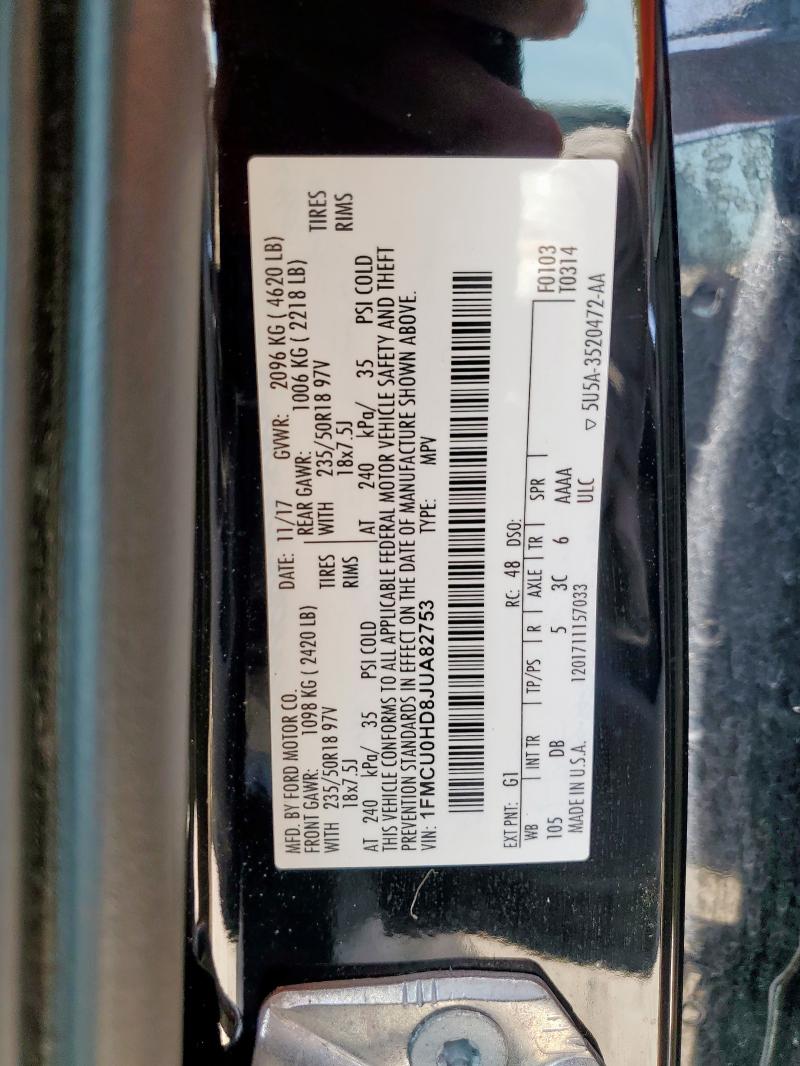 MFD. BY FORD MOTOR CO. DATE: 11/17 GVWR: 2096 KG ( 4620 LB)
FRONT GAWR: 1098 KG ( 2420 LB) REAR GAWR: 1006 KG ( 2218 LB)
WITH 235/50R18 97V TIRES WITH 235/50R18 97V TIRES
18x7.5J RIMS 18x7.5J RIMS
AT 240 kPa/ 35 PSI COLD AT 240 kPa/ 35 PSI COLD
THIS VEHICLE CONFORMS TO ALL APPLICABLE FEDERAL MOTOR VEHICLE SAFETY AND THEFT
PREVENTION STANDARDS IN EFFECT ON THE DATE OF MANUFACTURE SHOWN ABOVE.
VIN: 1FMCU0HD8JUA82753 TYPE: MPV
EXT PNT: G1 RC: 48 DSO: F0103
WB INT TR TP/PS R AXLE TR SPR T0314
105 DB 5 3C 6 AAAA
MADE IN U.S.A. 1201711157033 ULC ▽ 5U5A-3520472-AA